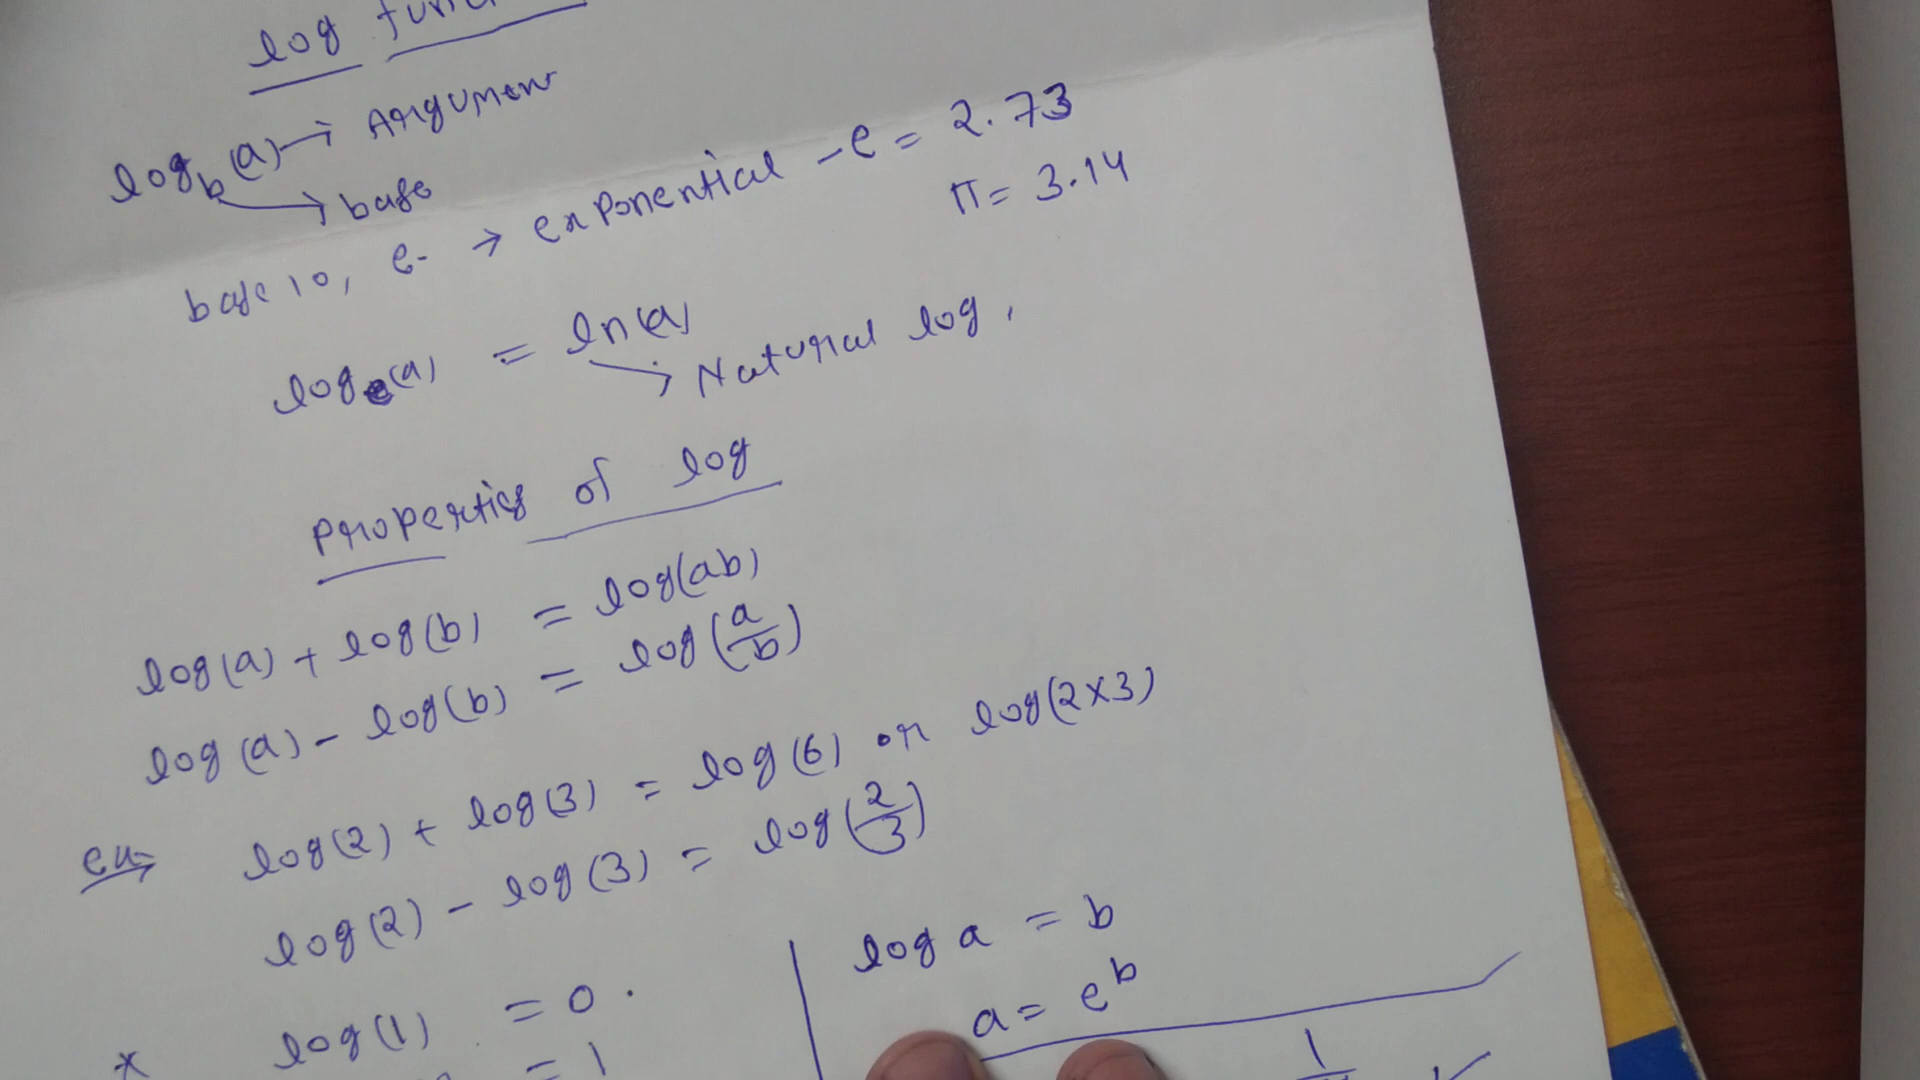 log
log_b(a) → Argument
→ base
base 10, e- → exponential - e = 2.73
π = 3.14
log_e(a) = ln(a)
→ Natural log.
Properties of log
log(a) + log(b) = log(ab)
log(a) - log(b) = log(a/b)
ex→ log(2) + log(3) = log(6) or log(2×3)
log(2) - log(3) = log(2/3)
* log(1) = 0.
= 1
log a = b
a = e^b
1